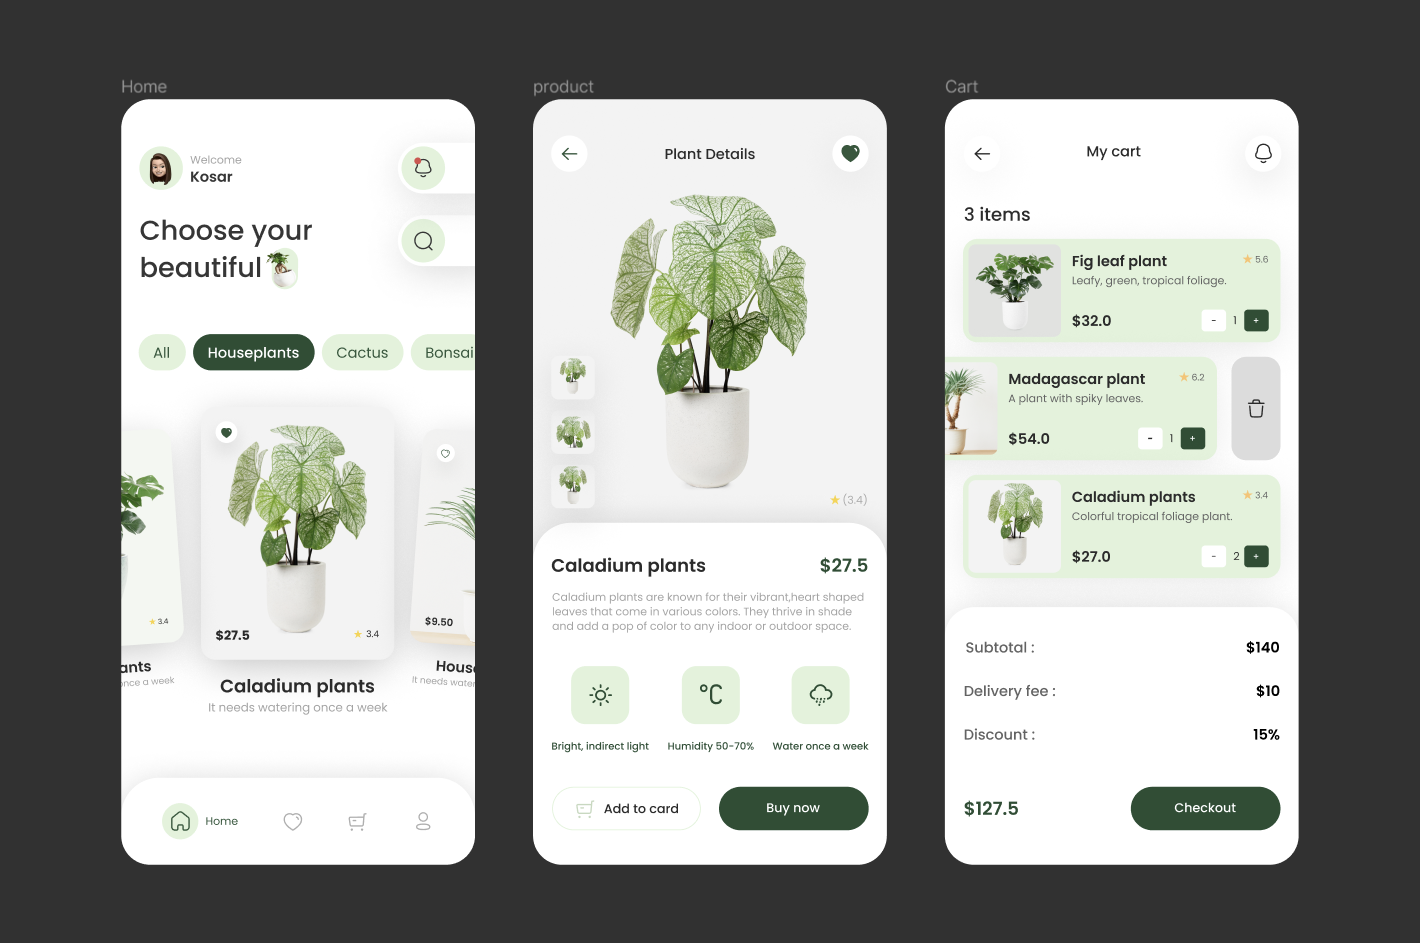 Home
Welcome
Kosar
Choose your
beautiful
All
Houseplants
Cactus
Bonsai
3.4
ants
once a week
$27.5
3.4
Caladium plants
It needs watering once a week
$9.50
Hous
It needs water
Home
product
Plant Details
(3.4)
Caladium plants
$27.5
Caladium plants are known for their vibrant,heart shaped
leaves that come in various colors. They thrive in shade
and add a pop of color to any indoor or outdoor space.
°C
Bright, indirect light
Humidity 50-70%
Water once a week
Add to card
Buy now
Cart
My cart
3 items
Fig leaf plant
5.6
Leafy, green, tropical foliage.
$32.0
- 1 +
Madagascar plant
6.2
A plant with spiky leaves.
$54.0
- 1 +
Caladium plants
3.4
Colorful tropical foliage plant.
$27.0
- 2 +
Subtotal :
$140
Delivery fee :
$10
Discount :
15%
$127.5
Checkout